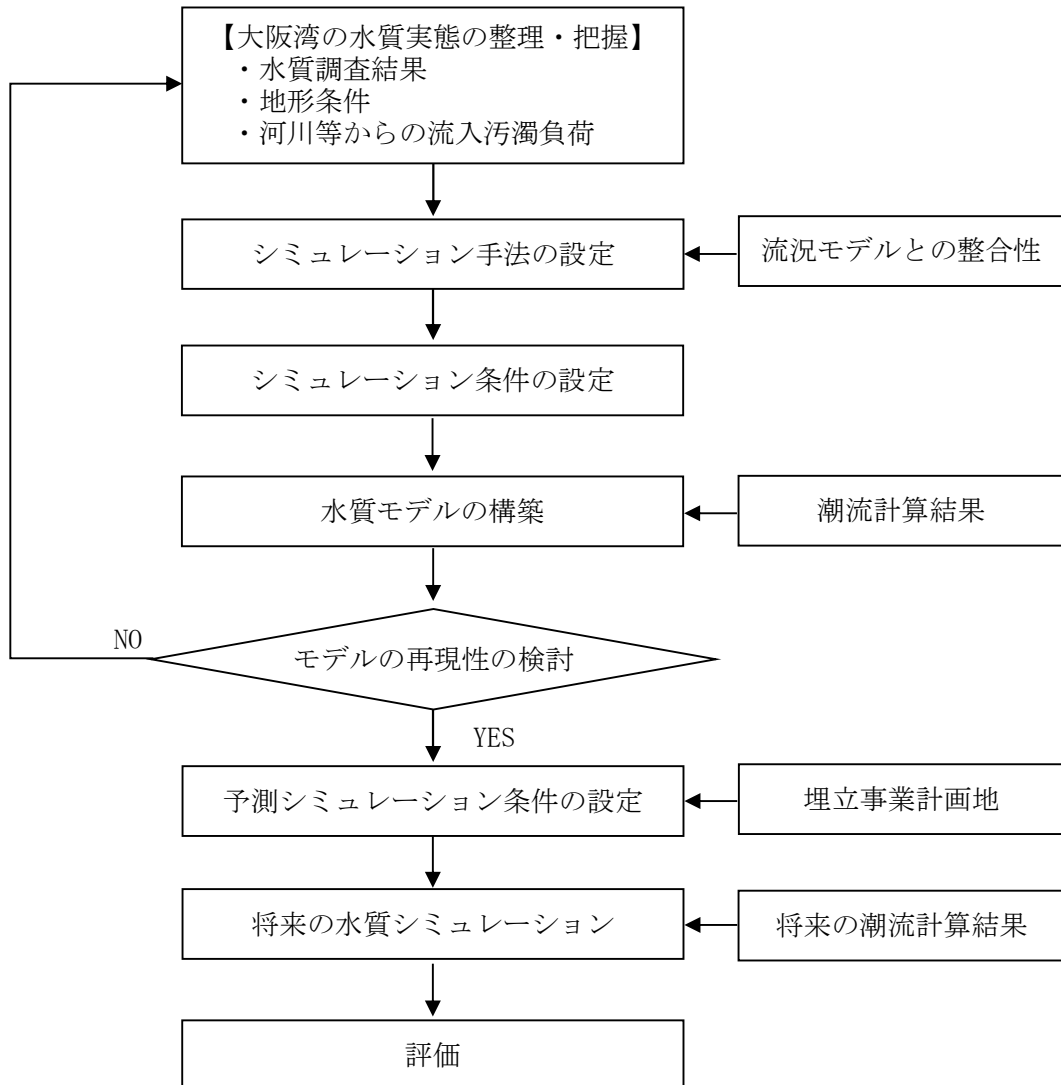 【大阪湾の水質実態の整理・把握】
・水質調査結果
・地形条件
・河川等からの流入汚濁負荷
シミュレーション手法の設定
流況モデルとの整合性
シミュレーション条件の設定
水質モデルの構築
潮流計算結果
NO
モデルの再現性の検討
YES
予測シミュレーション条件の設定
埋立事業計画地
将来の水質シミュレーション
将来の潮流計算結果
評価